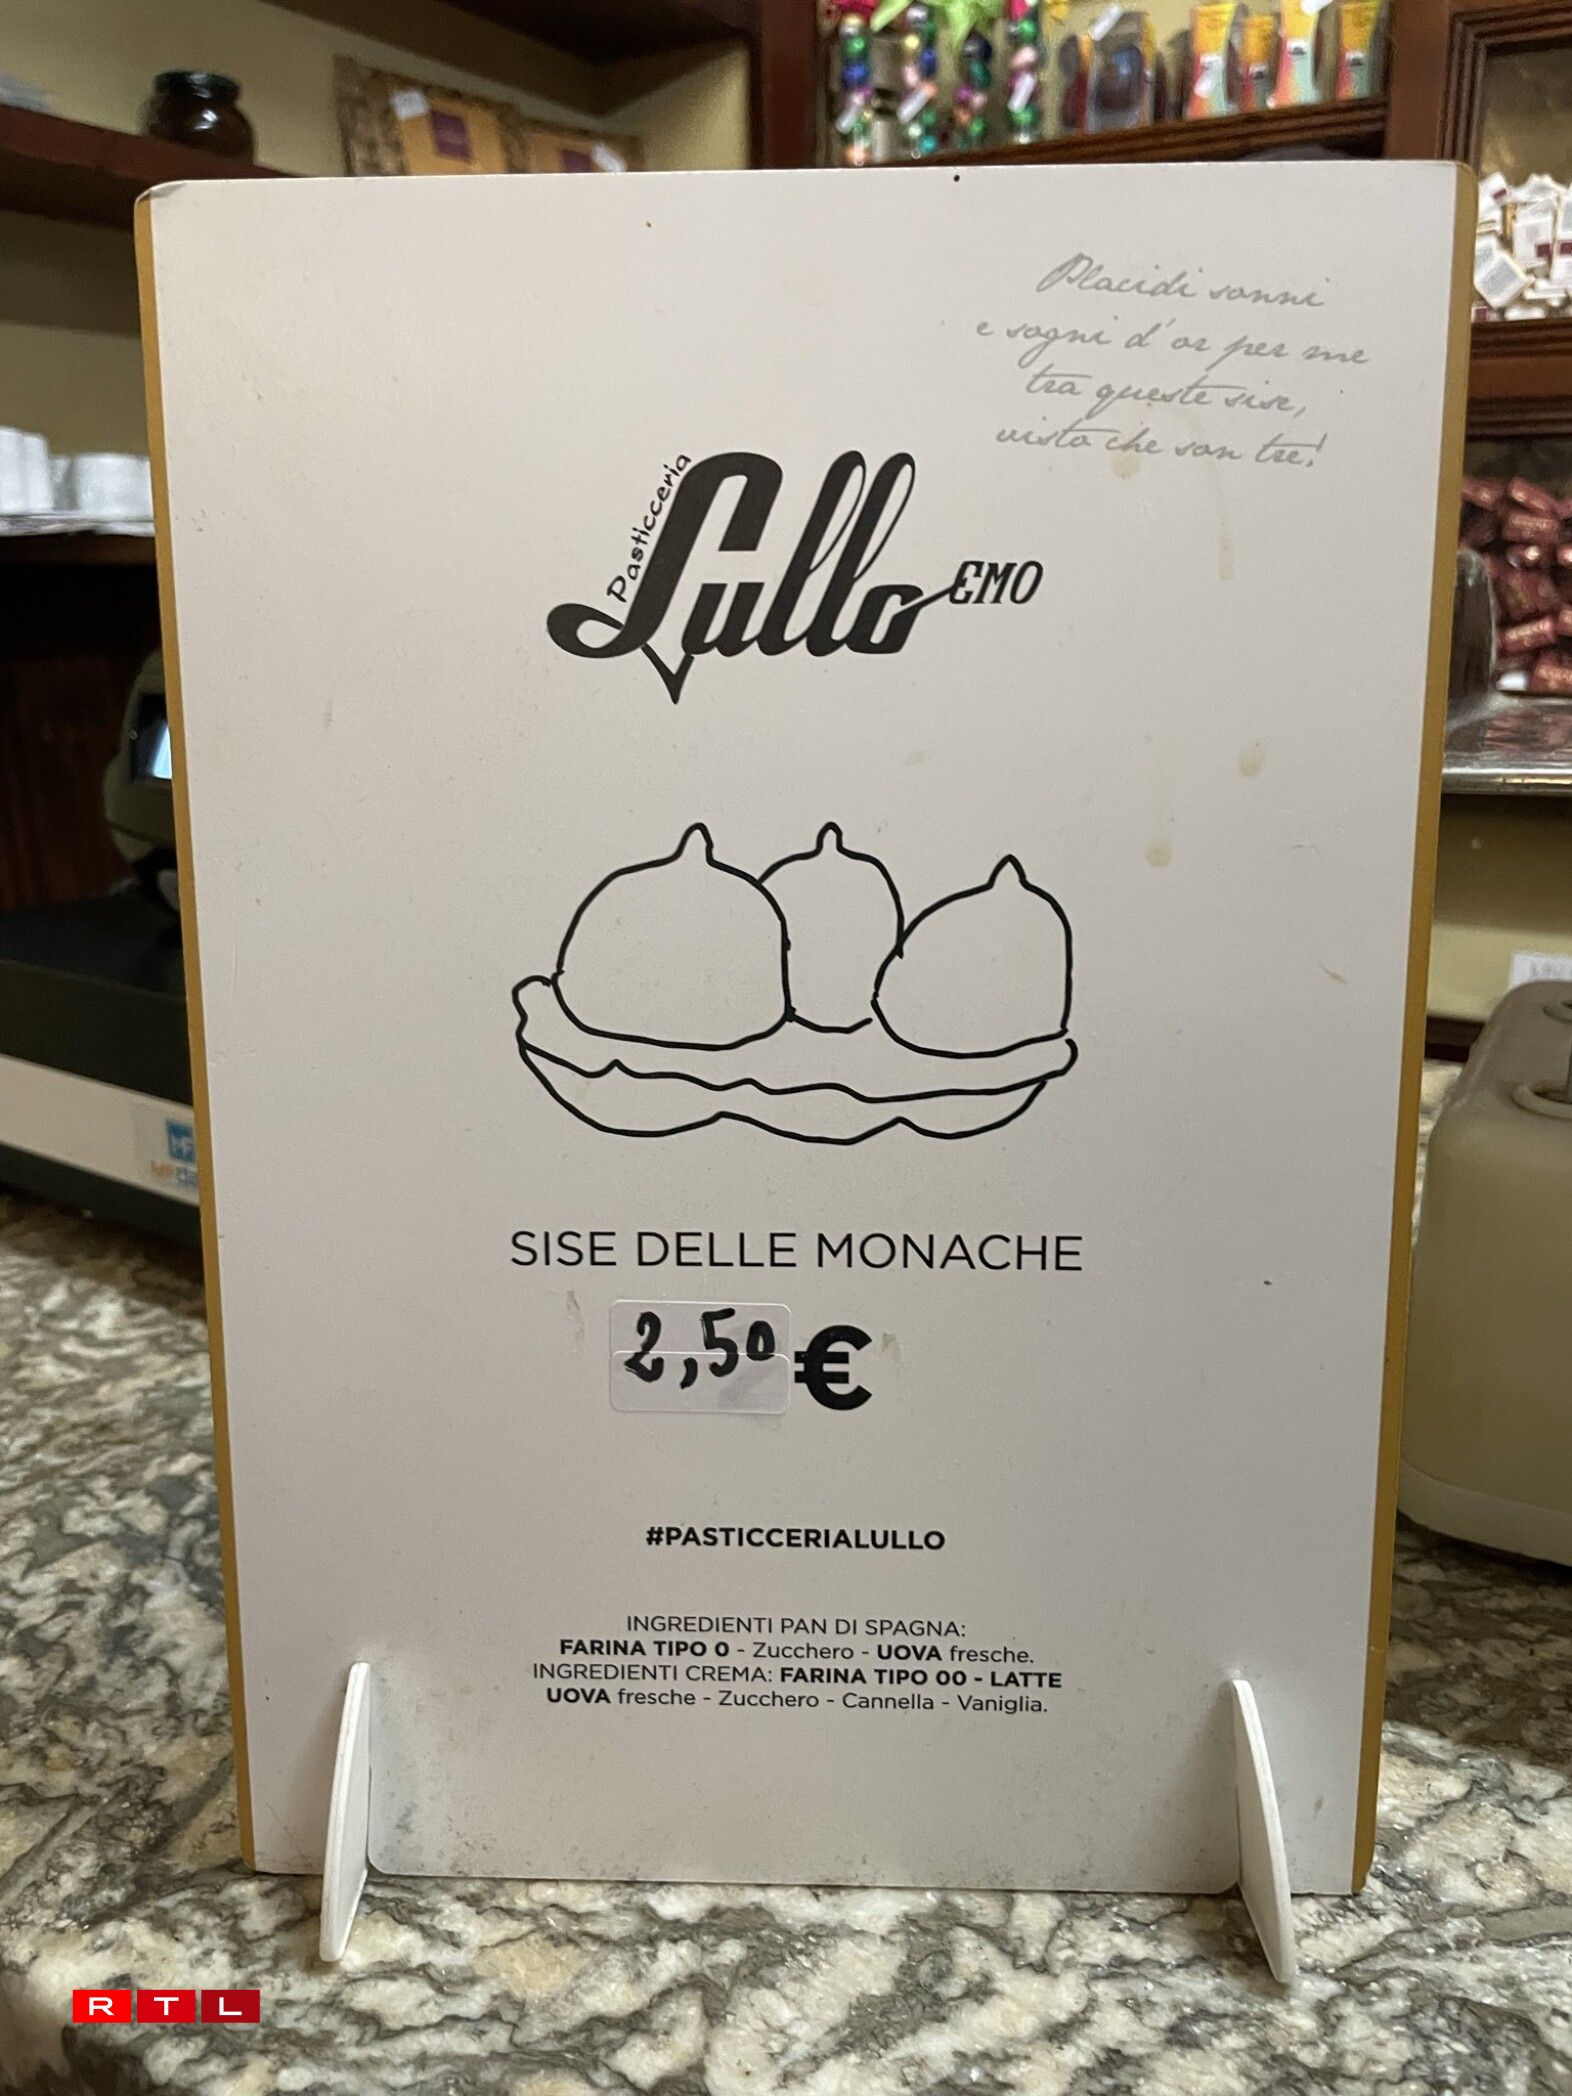 Placidi sonni
e sogni d'or per me
tra queste sise,
visto che son tre!
Pasticceria
Lullo
EMO
SISE DELLE MONACHE
2,50 €
#PASTICCERIALULLO
INGREDIENTI PAN DI SPAGNA:
FARINA TIPO 0 - Zucchero - UOVA fresche.
INGREDIENTI CREMA: FARINA TIPO 00 - LATTE
UOVA fresche - Zucchero - Cannella - Vaniglia.
RTL